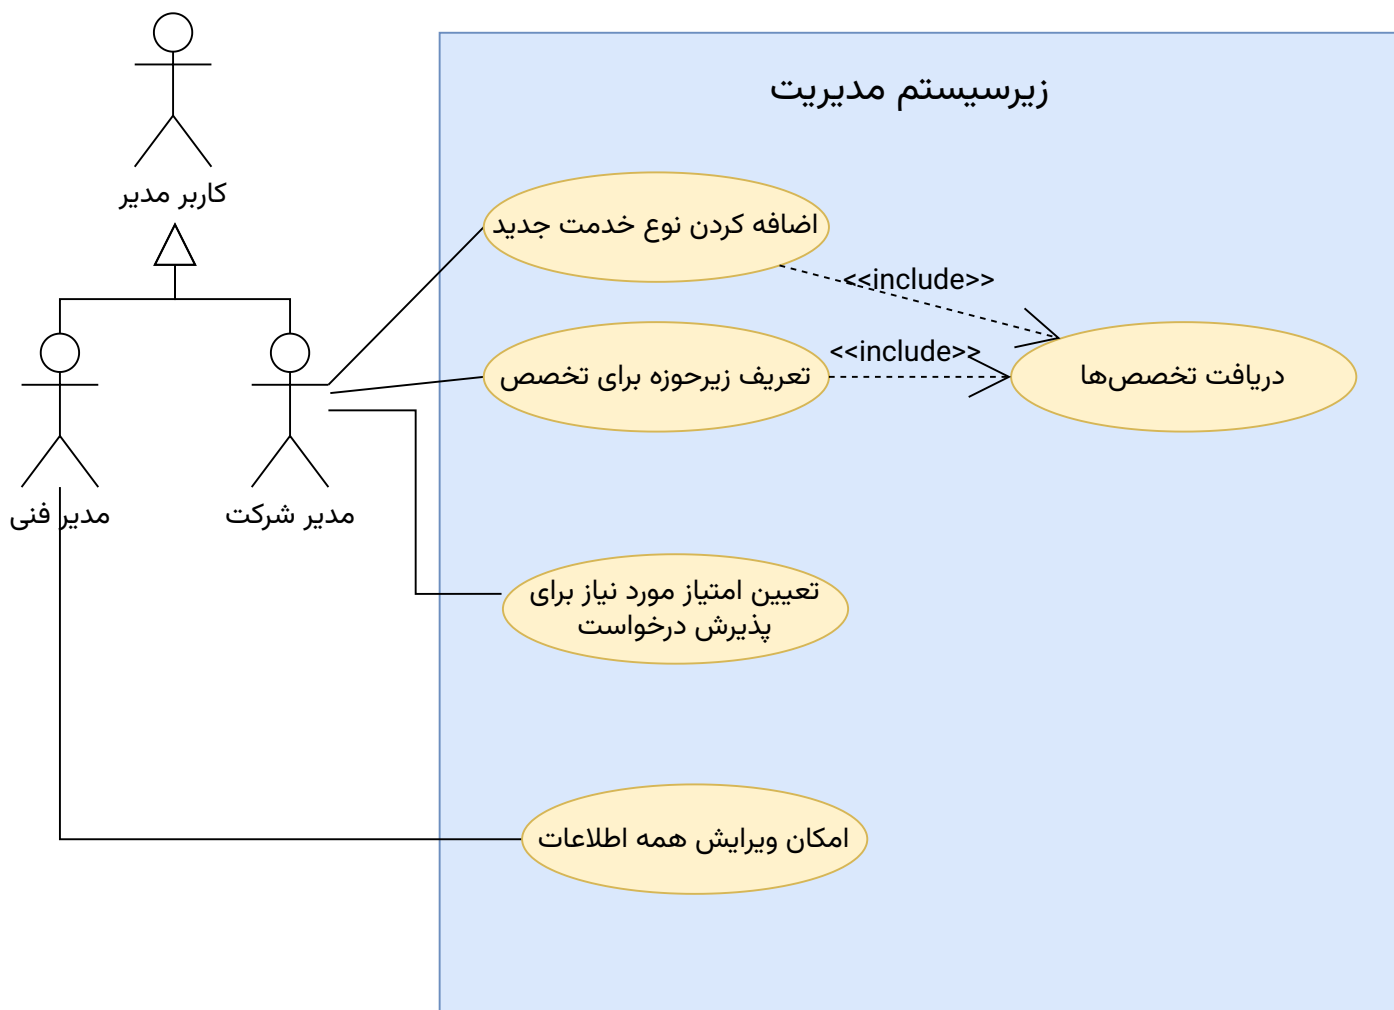 زیرسیستم مدیریت
کاربر مدیر
اضافه کردن نوع خدمت جدید
<<include>>
<<include>>
تعریف زیرحوزه برای تخصص
دریافت تخصص‌ها
مدیر فنی
مدیر شرکت
تعیین امتیاز مورد نیاز برای
پذیرش درخواست
امکان ویرایش همه اطلاعات